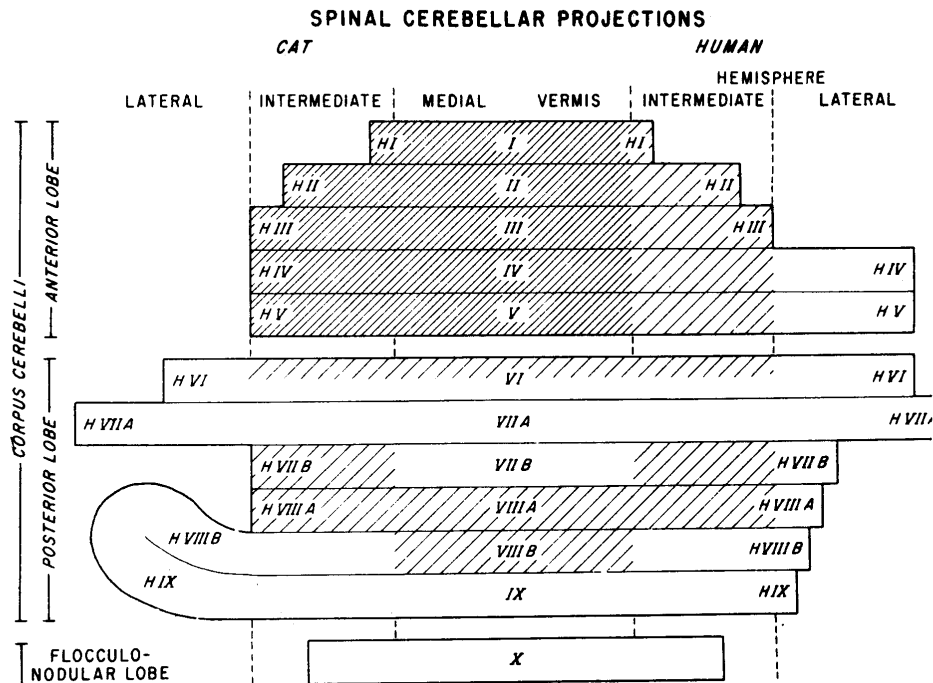 SPINAL CEREBELLAR PROJECTIONS
CAT HUMAN
HEMISPHERE
LATERAL INTERMEDIATE MEDIAL VERMIS INTERMEDIATE LATERAL
HI I HI
HII II HII
HIII III HIII
HIV IV HIV
HV V HV
ANTERIOR LOBE
CORPUS CEREBELLI
HVI VI HVI
HVIIA VIIA HVIIA
HVIIB VIIB HVIIB
HVIIIA VIIIA HVIIIA
HVIIIB VIIIB HVIIIB
HIX IX HIX
POSTERIOR LOBE
FLOCCULO-
NODULAR LOBE
X